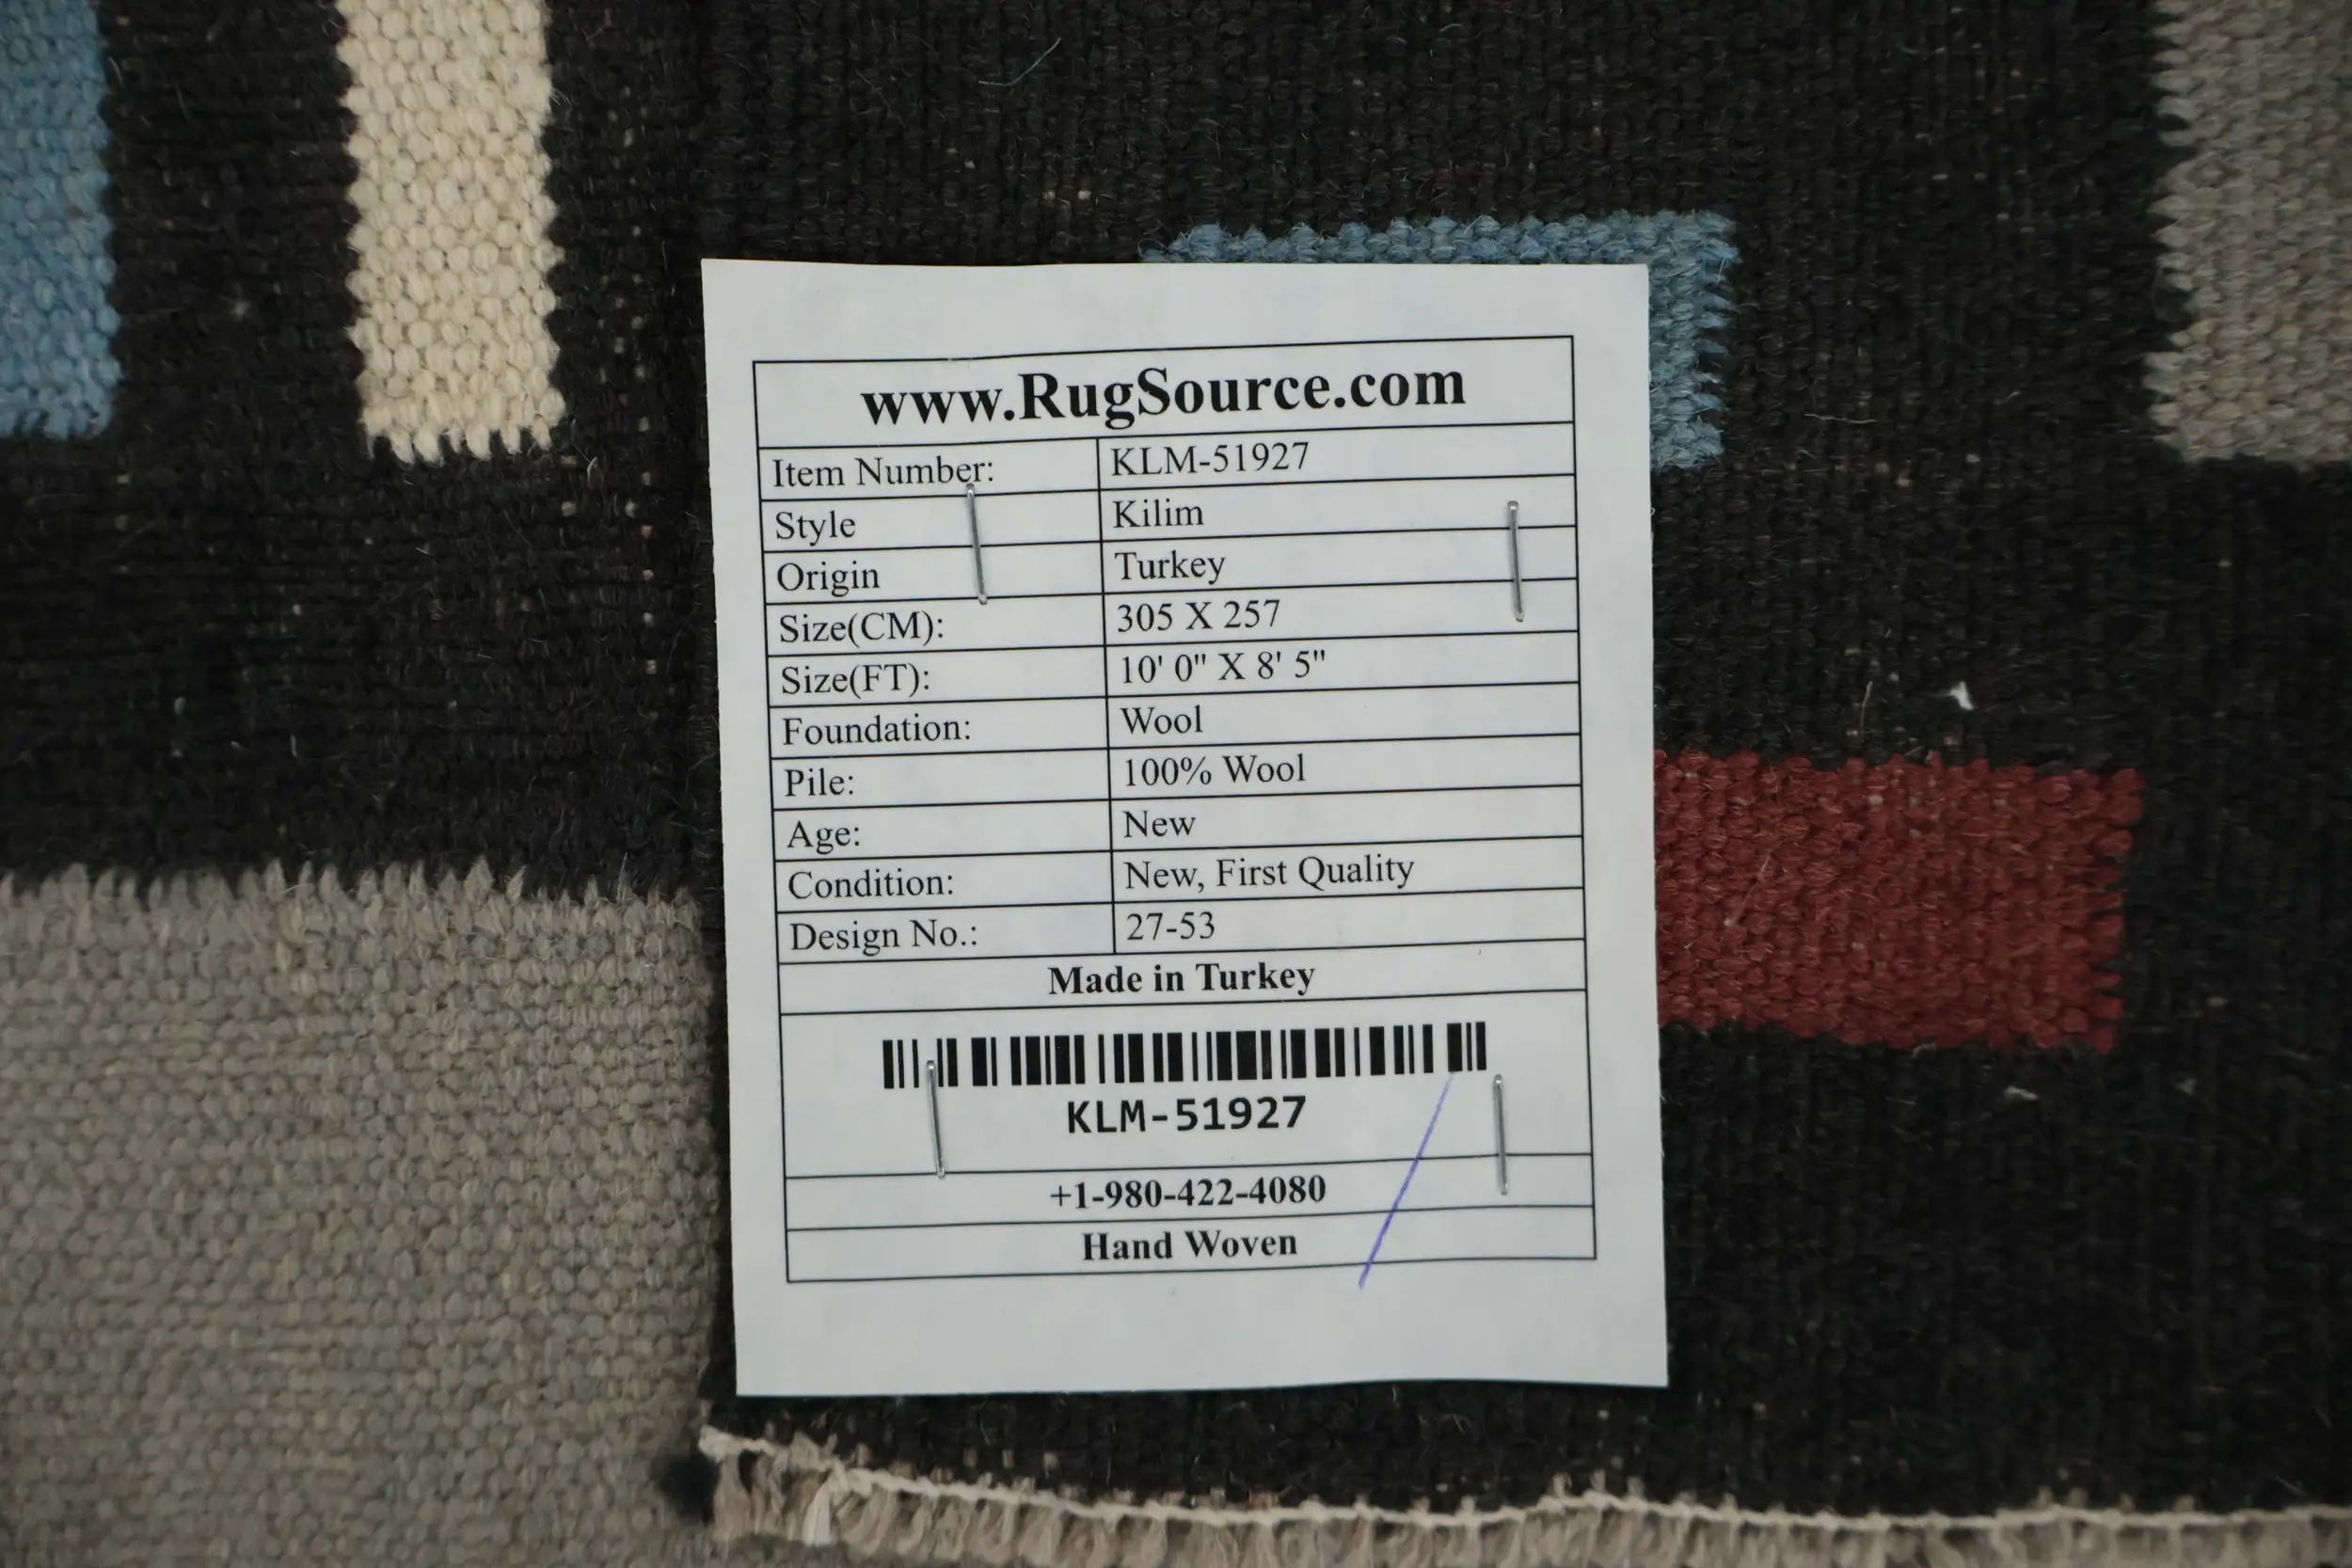 www.RugSource.com
Item Number: KLM-51927
Style Kilim
Origin Turkey
Size(CM): 305 X 257
Size(FT): 10' 0" X 8' 5"
Foundation: Wool
Pile: 100% Wool
Age: New
Condition: New, First Quality
Design No.: 27-53
Made in Turkey
KLM-51927
+1-980-422-4080
Hand Woven